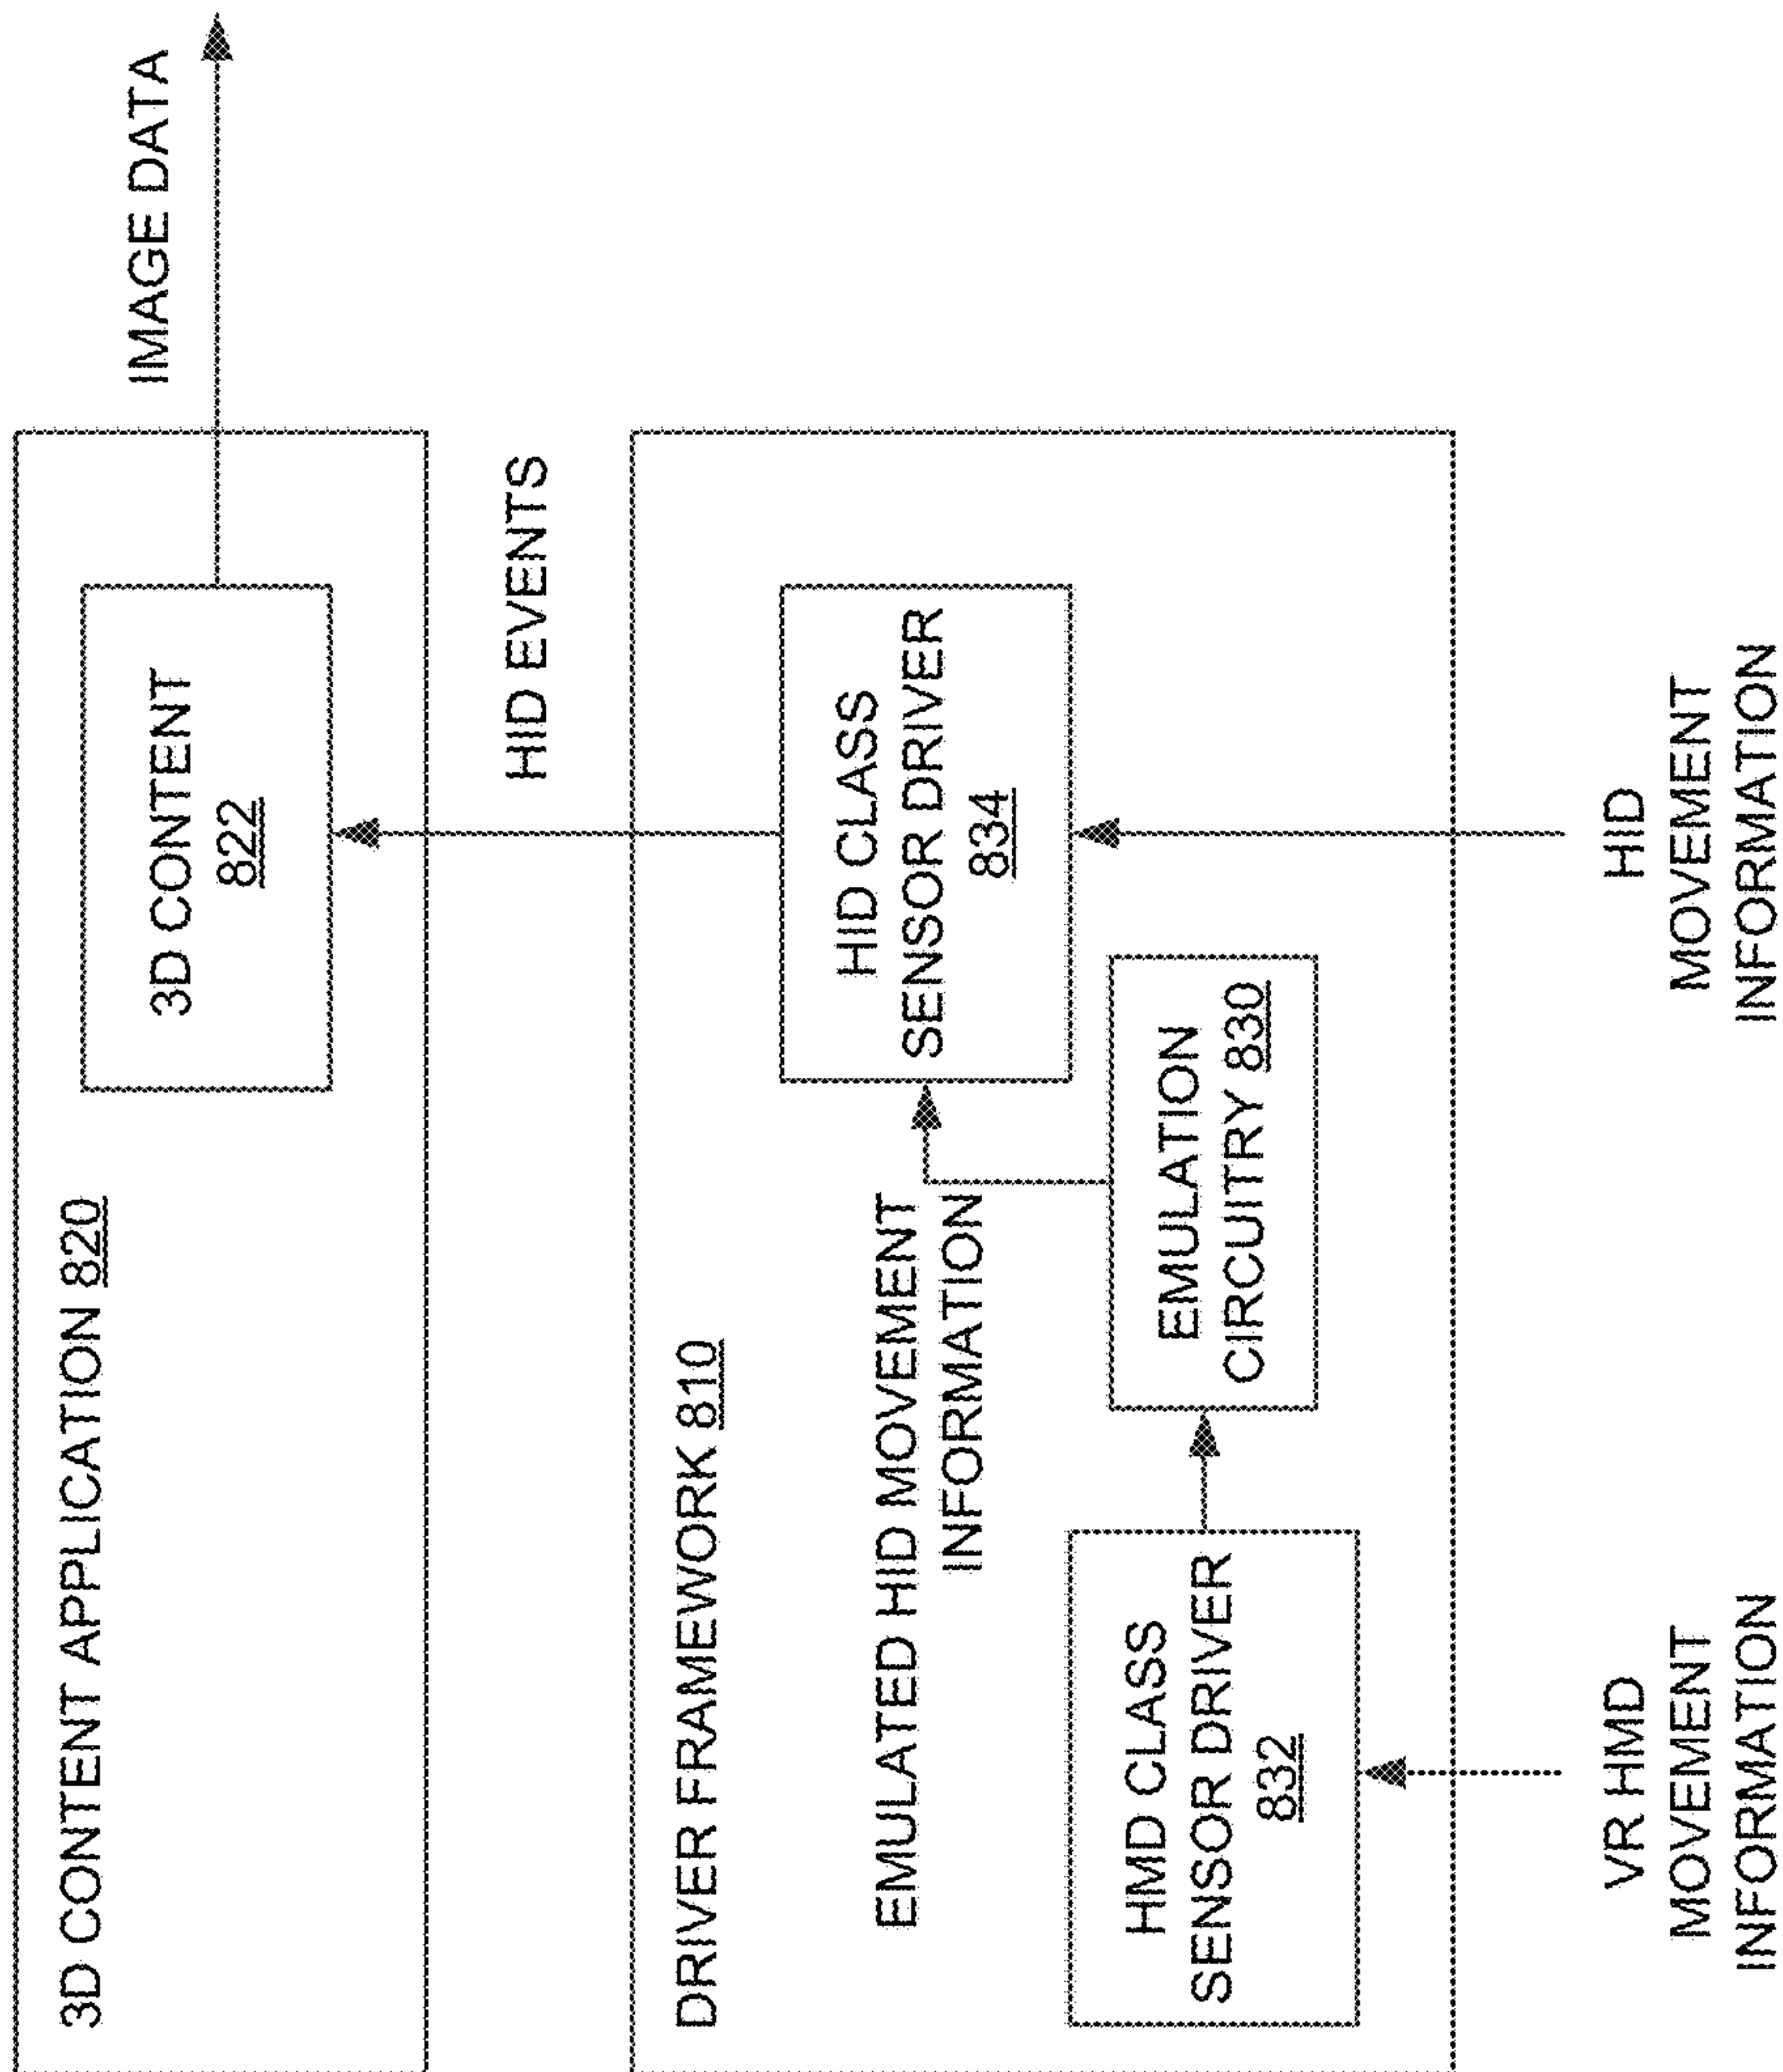 3D CONTENT APPLICATION 820
3D CONTENT
822
IMAGE DATA
HID EVENTS
DRIVER FRAMEWORK 810
EMULATED HID MOVEMENT
INFORMATION
HID CLASS
SENSOR DRIVER
834
HMD CLASS
SENSOR DRIVER
832
EMULATION
CIRCUITRY 830
VR HMD
MOVEMENT
INFORMATION
HID
MOVEMENT
INFORMATION